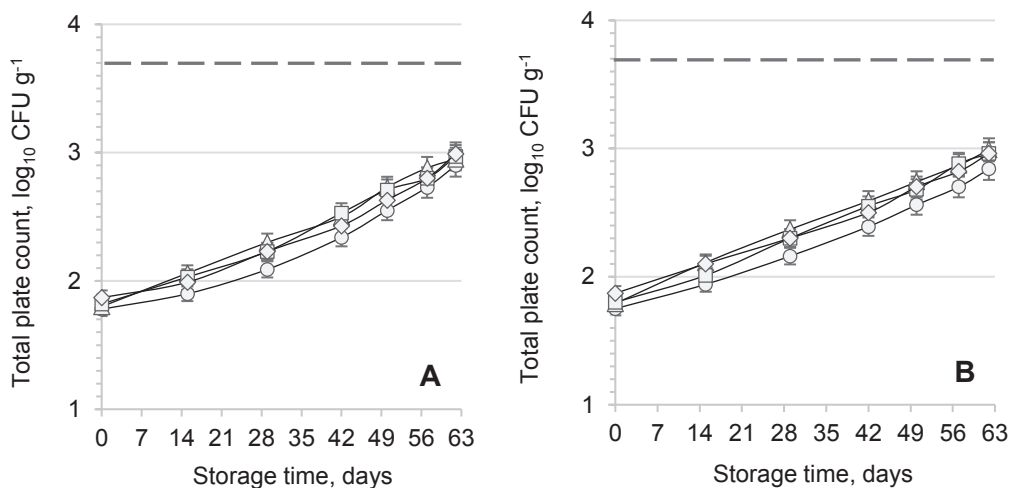 Total plate count, log₁₀ CFU g⁻¹
4
3
2
1
0 7 14 21 28 35 42 49 56 63
Storage time, days
A
Total plate count, log₁₀ CFU g⁻¹
4
3
2
1
0 7 14 21 28 35 42 49 56 63
Storage time, days
B